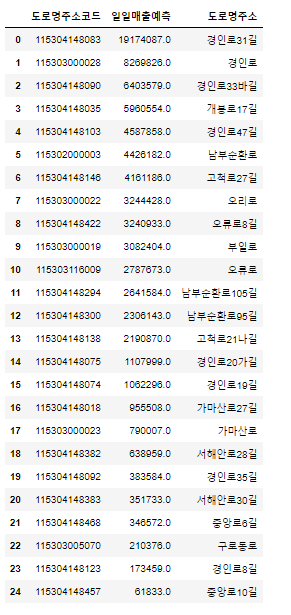 도로명주소코드 일일매출예측 도로명주소
0 115304148083 19174087.0 경인로31길
1 115303000028 8269826.0 경인로
2 115304148090 6403579.0 경인로33바길
3 115304148035 5960554.0 개봉로17길
4 115304148103 4587858.0 경인로47길
5 115302000003 4426182.0 남부순환로
6 115304148146 4161186.0 고척로27길
7 115303000022 3244428.0 오리로
8 115304148422 3240933.0 오류로8길
9 115303000019 3082404.0 부일로
10 115303116009 2787673.0 오류로
11 115304148294 2641584.0 남부순환로105길
12 115304148300 2306143.0 남부순환로95길
13 115304148138 2190870.0 고척로21나길
14 115304148075 1107999.0 경인로20가길
15 115304148074 1062296.0 경인로19길
16 115304148018 955508.0 가마산로27길
17 115303000023 790007.0 가마산로
18 115304148382 638959.0 서해안로28길
19 115304148092 383584.0 경인로35길
20 115304148383 351733.0 서해안로30길
21 115304148468 346572.0 중앙로6길
22 115303005070 210376.0 구로동로
23 115304148123 173459.0 경인로8길
24 115304148457 61833.0 중앙로10길